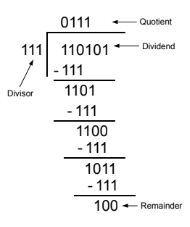 0111 Quotient
111 110101 Dividend
- 111
Divisor 1101
- 111
1100
- 111
1011
- 111
100 Remainder